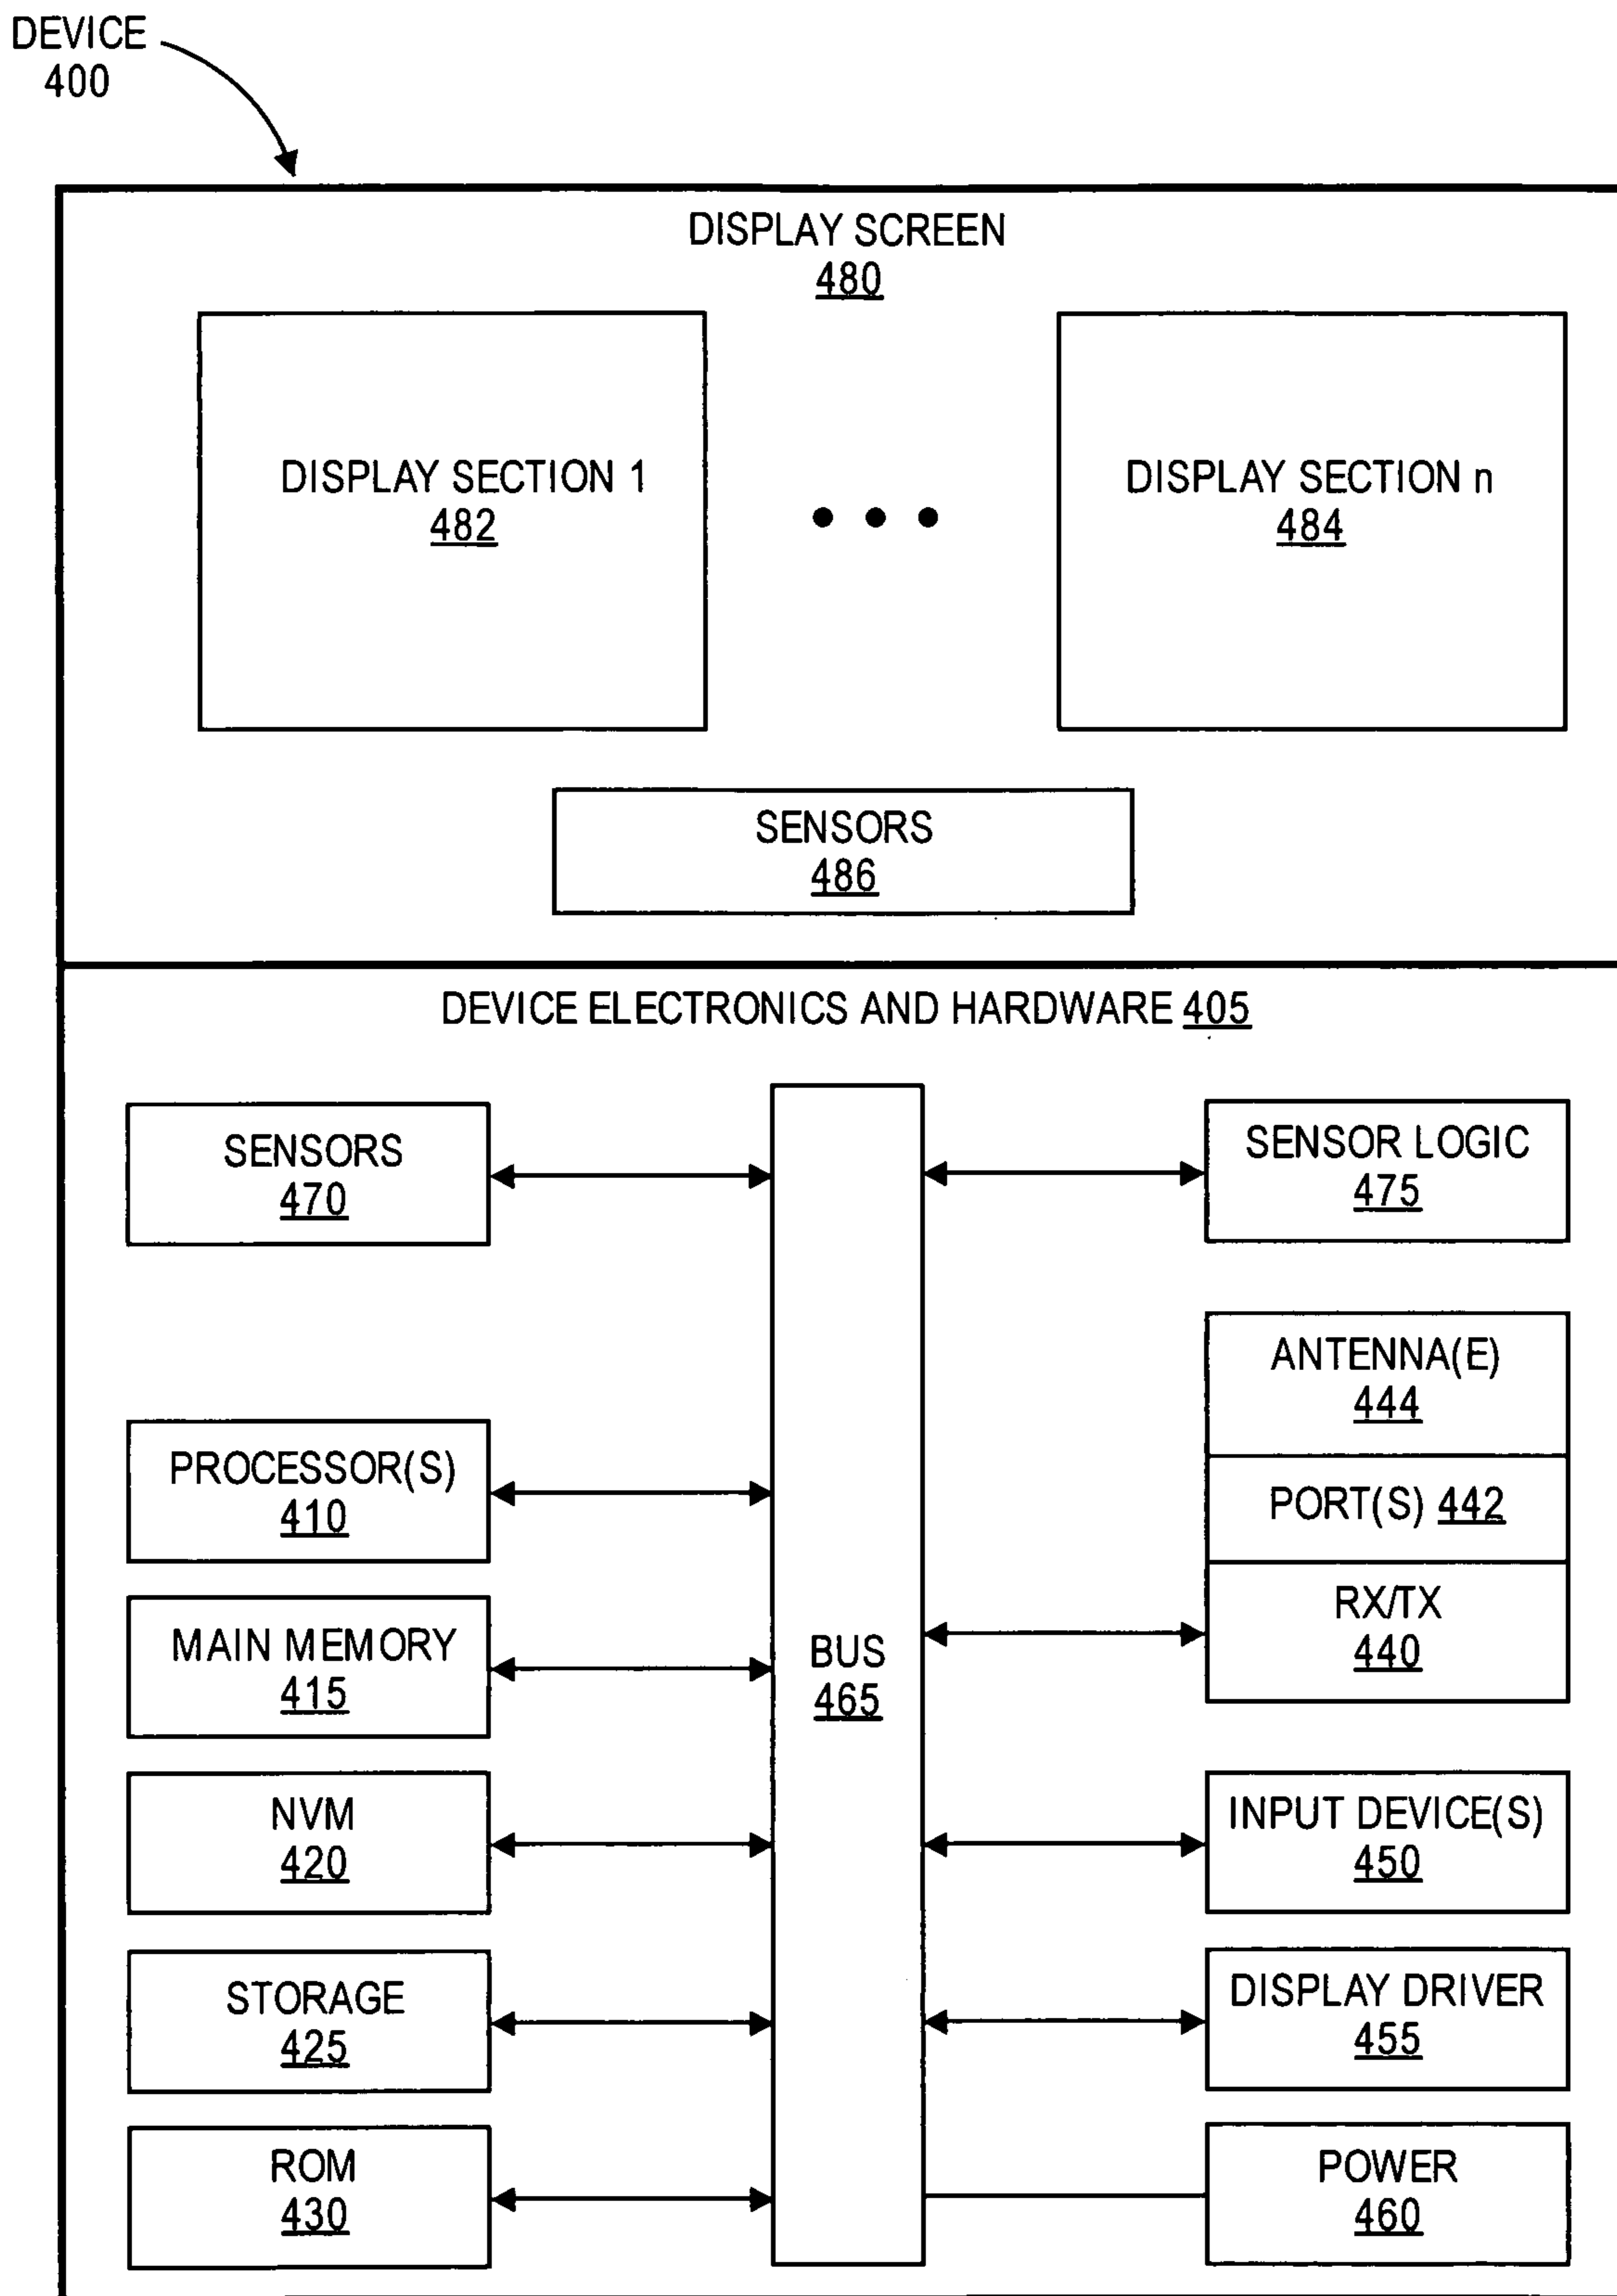 DEVICE
400
DISPLAY SCREEN
480
DISPLAY SECTION 1
482
DISPLAY SECTION n
484
SENSORS
486
DEVICE ELECTRONICS AND HARDWARE 405
SENSORS
470
PROCESSOR(S)
410
MAIN MEMORY
415
NVM
420
STORAGE
425
ROM
430
BUS
465
SENSOR LOGIC
475
ANTENNA(E)
444
PORT(S) 442
RX/TX
440
INPUT DEVICE(S)
450
DISPLAY DRIVER
455
POWER
460